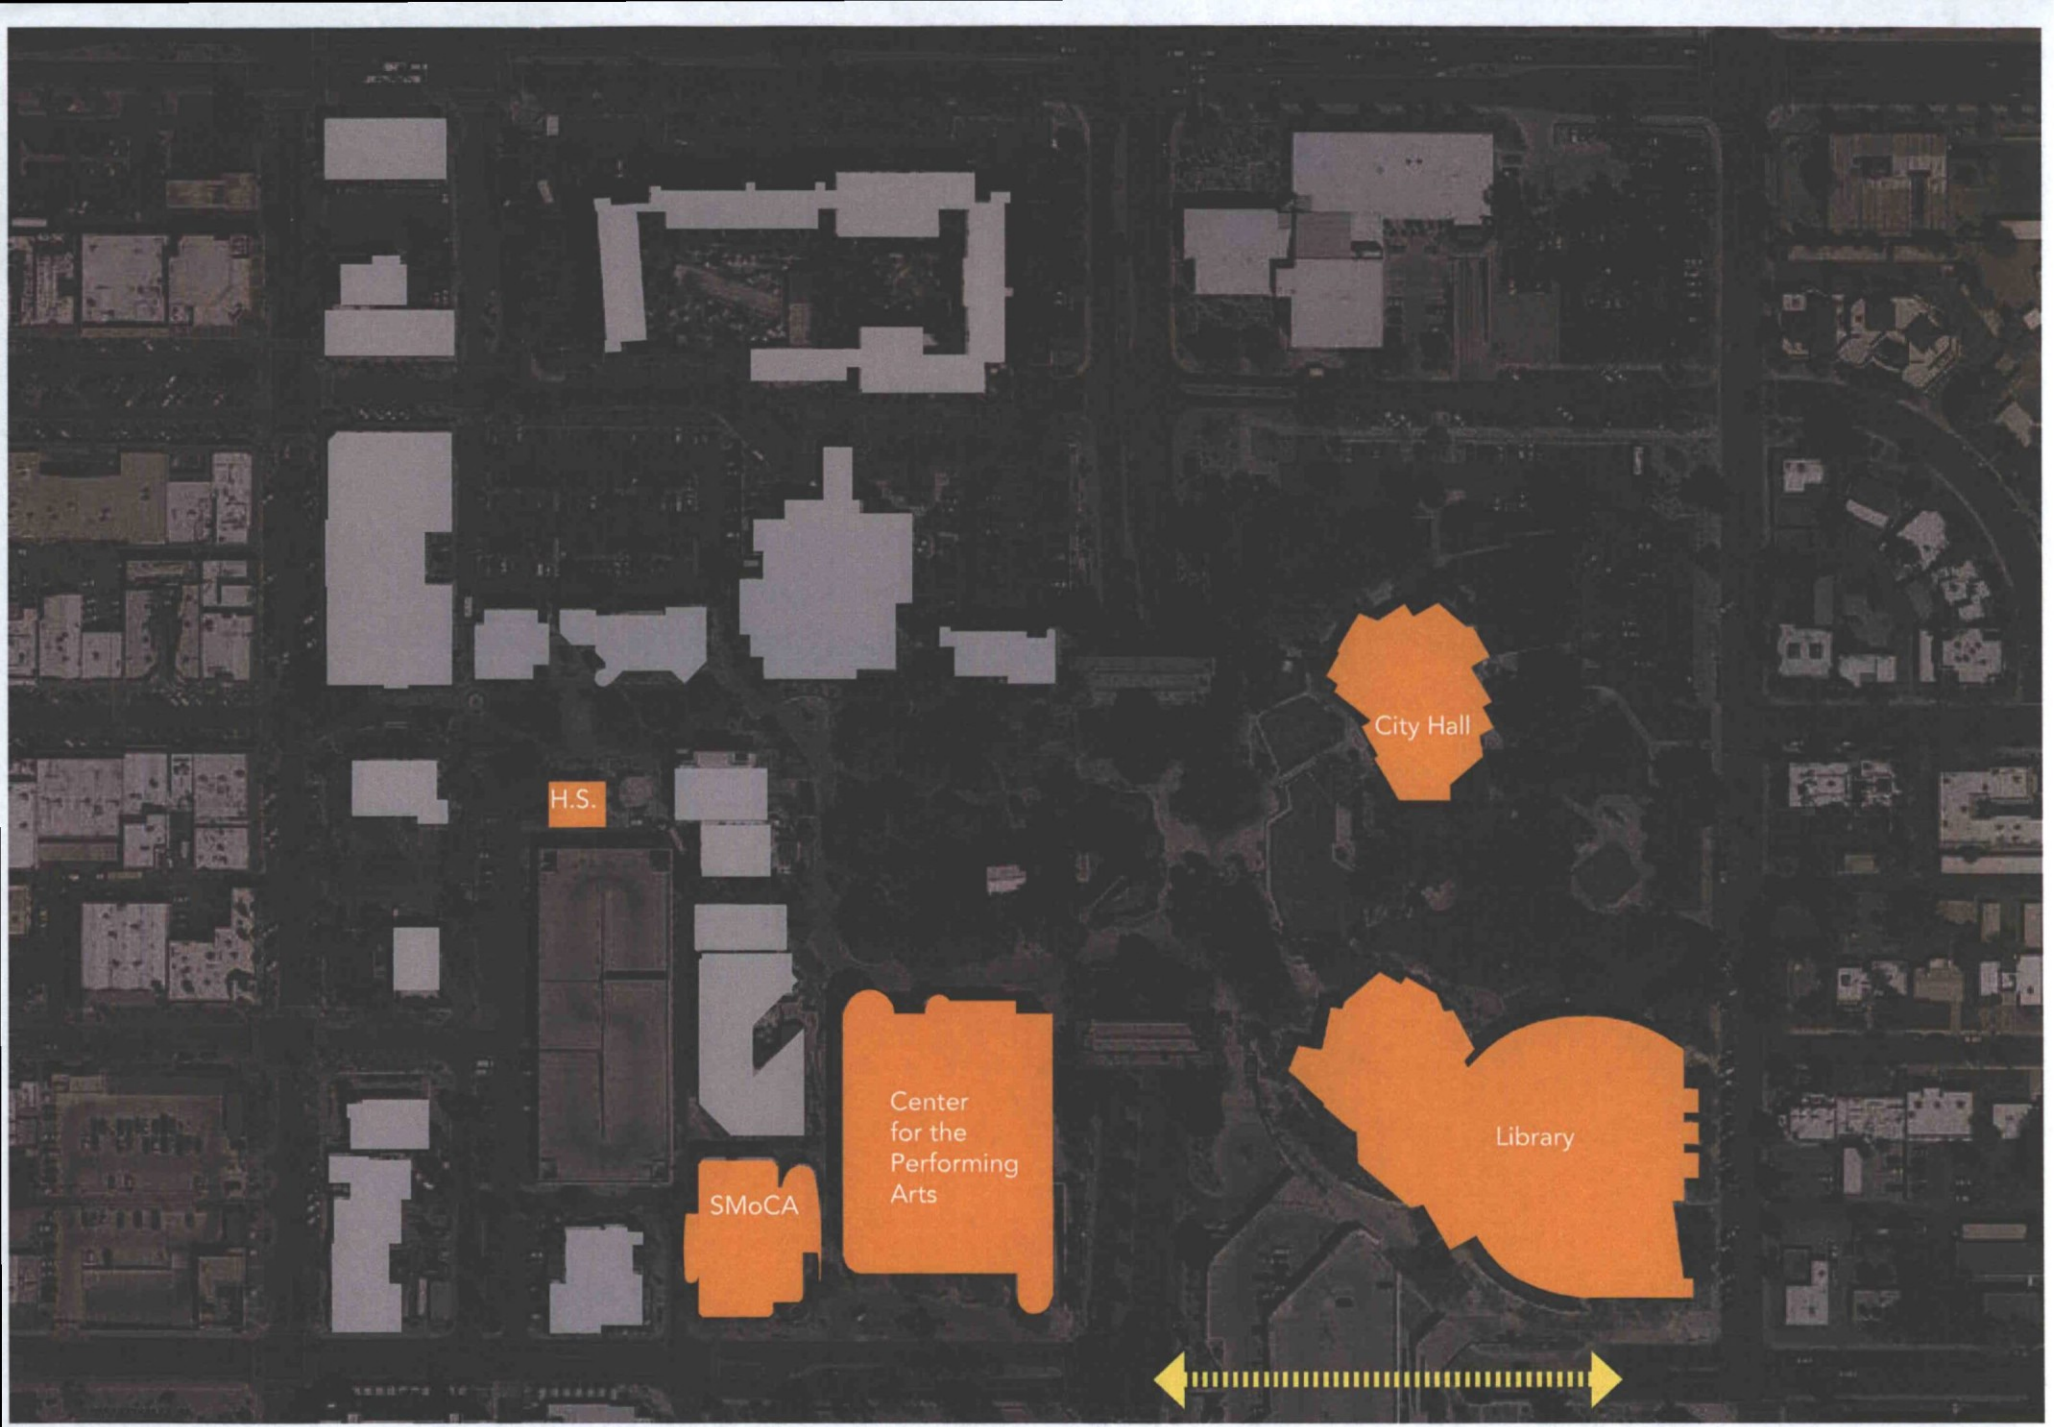 City Hall
H.S.
Center
for the
Performing
Arts
Library
SMoCA